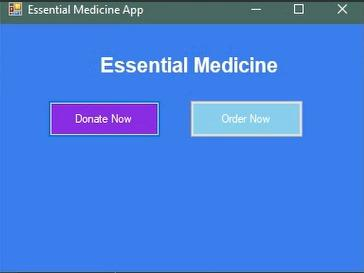 Essential Medicine App
Essential Medicine
Donate Now
Order Now